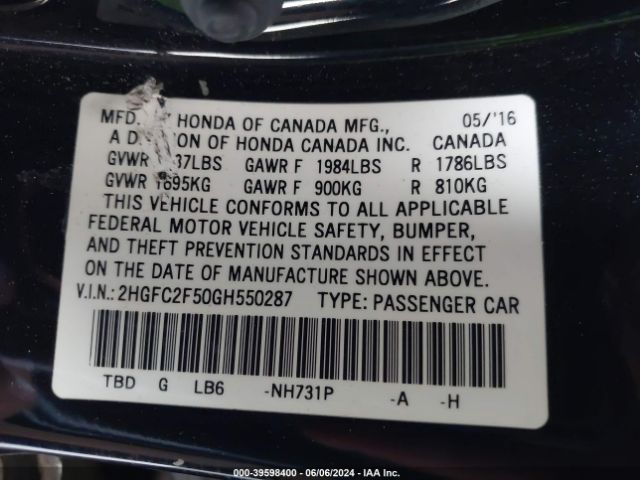 MFD. HONDA OF CANADA MFG., 05/'16
A OF HONDA CANADA INC. CANADA
GVWR 37LBS GAWR F 1984LBS R 1786LBS
GVWR 1695KG GAWR F 900KG R 810KG
THIS VEHICLE CONFORMS TO ALL APPLICABLE
FEDERAL MOTOR VEHICLE SAFETY, BUMPER,
AND THEFT PREVENTION STANDARDS IN EFFECT
ON THE DATE OF MANUFACTURE SHOWN ABOVE.
V.I.N.: 2HGFC2F50GH550287 TYPE: PASSENGER CAR
TBD G LB6 -NH731P -A -H
000-39598400 - 06/06/2024 - IAA Inc.